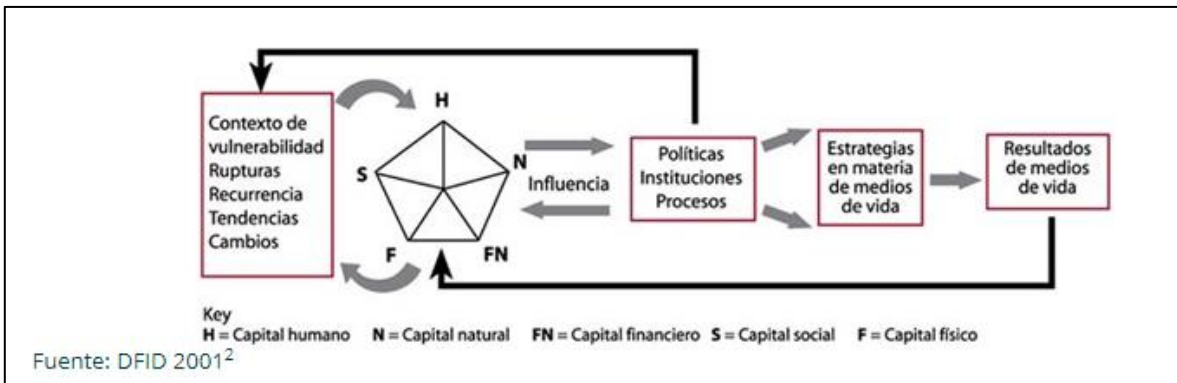 Contexto de
vulnerabilidad
Rupturas
Recurrencia
Tendencias
Cambios
H
S
N
F
FN
Influencia
Políticas
Instituciones
Procesos
Estrategias
en materia
de medios
de vida
Resultados
de medios
de vida
Key
H = Capital humano N = Capital natural FN = Capital financiero S = Capital social F = Capital físico
Fuente: DFID 2001²